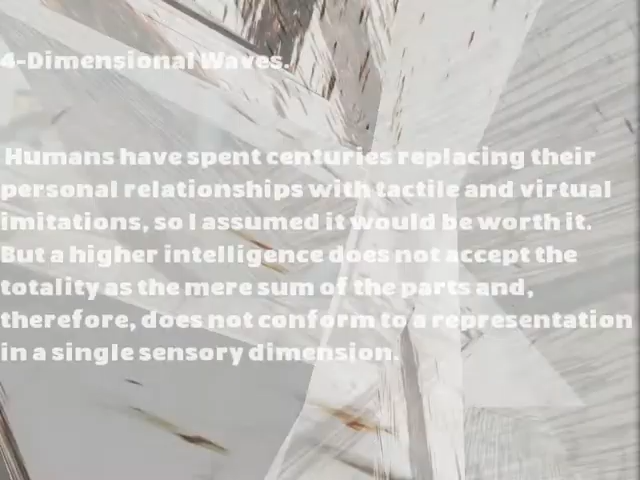 4-Dimensional Waves.
Humans have spent centuries replacing their
personal relationships with tactile and virtual
imitations, so I assumed it would be worth it.
But a higher intelligence does not accept the
totality as the mere sum of the parts and,
therefore, does not conform to a representation
in a single sensory dimension.